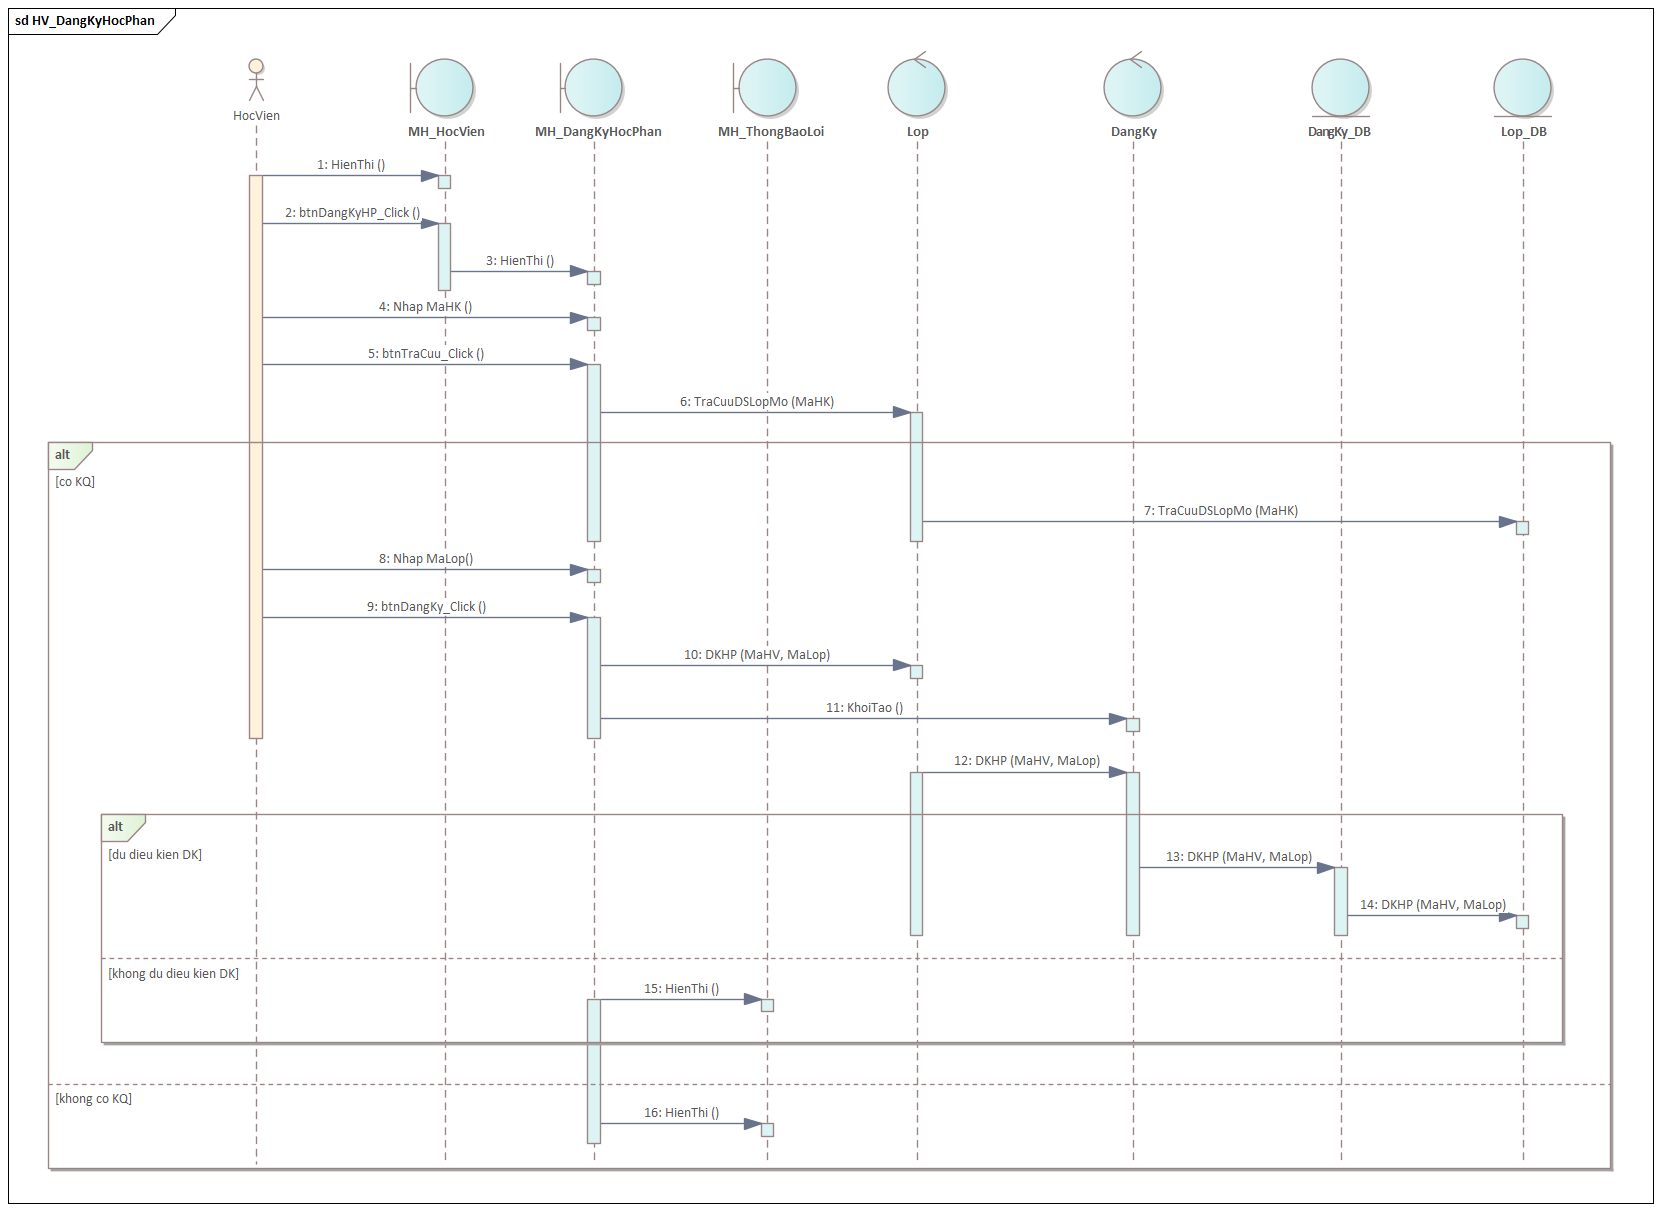 sd HV_DangKyHocPhan
HocVien
MH_HocVien
MH_DangKyHocPhan
MH_ThongBaoLoi
Lop
DangKy
DangKy_DB
Lop_DB
1: HienThi ()
2: btnDangKyHP_Click ()
3: HienThi ()
4: Nhap MaHK ()
5: btnTraCuu_Click ()
6: TraCuuDSLopMo (MaHK)
alt
[co KQ]
7: TraCuuDSLopMo (MaHK)
8: Nhap MaLop()
9: btnDangKy_Click ()
10: DKHP (MaHV, MaLop)
11: KhoiTao ()
12: DKHP (MaHV, MaLop)
alt
[du dieu kien DK]
13: DKHP (MaHV, MaLop)
14: DKHP (MaHV, MaLop)
[khong du dieu kien DK]
15: HienThi ()
[khong co KQ]
16: HienThi ()